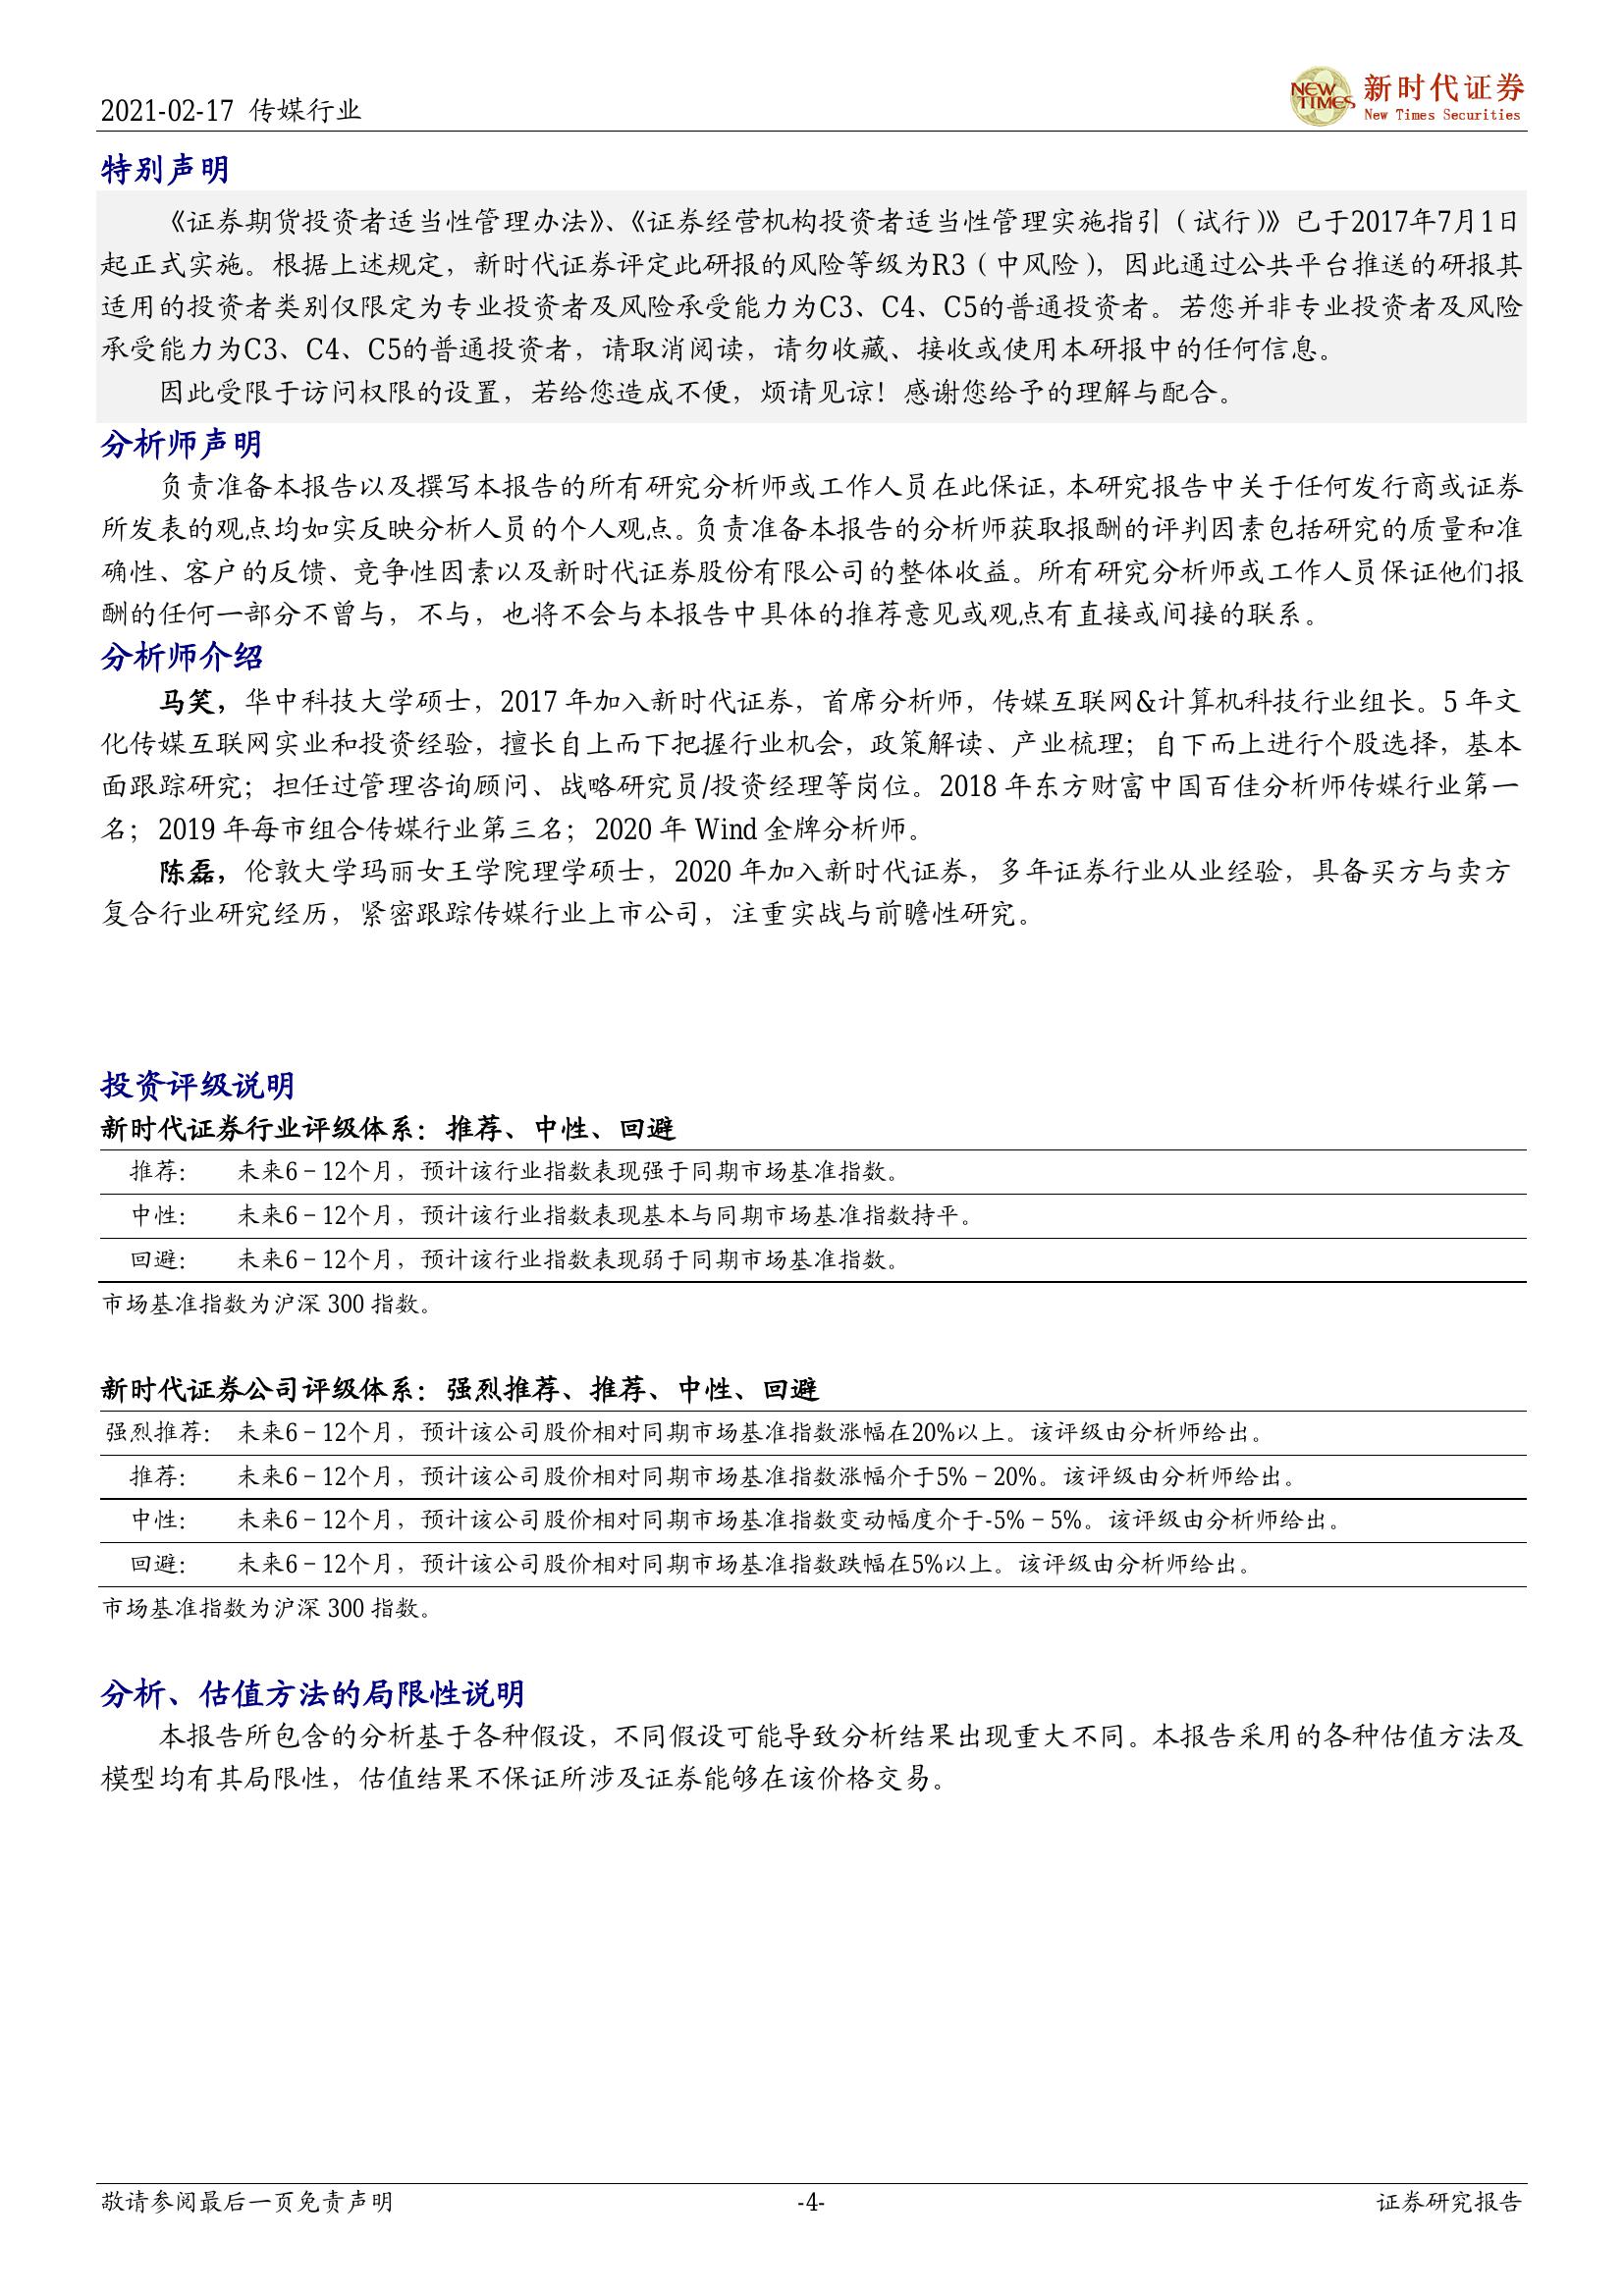 2021-02-17 传媒行业
NEW TIMES
新时代证券
New Times Securities
特别声明
《证券期货投资者适当性管理办法》、《证券经营机构投资者适当性管理实施指引（试行）》已于2017年7月1日
起正式实施。根据上述规定，新时代证券评定此研报的风险等级为R3（中风险），因此通过公共平台推送的研报其
适用的投资者类别仅限定为专业投资者及风险承受能力为C3、C4、C5的普通投资者。若您并非专业投资者及风险
承受能力为C3、C4、C5的普通投资者，请取消阅读，请勿收藏、接收或使用本研报中的任何信息。
因此受限于访问权限的设置，若给您造成不便，烦请见谅！感谢您给予的理解与配合。
分析师声明
负责准备本报告以及撰写本报告的所有研究分析师或工作人员在此保证，本研究报告中关于任何发行商或证券
所发表的观点均如实反映分析人员的个人观点。负责准备本报告的分析师获取报酬的评判因素包括研究的质量和准
确性、客户的反馈、竞争性因素以及新时代证券股份有限公司的整体收益。所有研究分析师或工作人员保证他们报
酬的任何一部分不曾与，不与，也将不会与本报告中具体的推荐意见或观点有直接或间接的联系。
分析师介绍
马笑，华中科技大学硕士，2017 年加入新时代证券，首席分析师，传媒互联网&计算机科技行业组长。5 年文
化传媒互联网实业和投资经验，擅长自上而下把握行业机会，政策解读、产业梳理；自下而上进行个股选择，基本
面跟踪研究；担任过管理咨询顾问、战略研究员/投资经理等岗位。2018 年东方财富中国百佳分析师传媒行业第一
名；2019 年每市组合传媒行业第三名；2020 年 Wind 金牌分析师。
陈磊，伦敦大学玛丽女王学院理学硕士，2020 年加入新时代证券，多年证券行业从业经验，具备买方与卖方
复合行业研究经历，紧密跟踪传媒行业上市公司，注重实战与前瞻性研究。
投资评级说明
新时代证券行业评级体系：推荐、中性、回避
推荐： 未来6－12个月，预计该行业指数表现强于同期市场基准指数。
中性： 未来6－12个月，预计该行业指数表现基本与同期市场基准指数持平。
回避： 未来6－12个月，预计该行业指数表现弱于同期市场基准指数。
市场基准指数为沪深 300 指数。
新时代证券公司评级体系：强烈推荐、推荐、中性、回避
强烈推荐： 未来6－12个月，预计该公司股价相对同期市场基准指数涨幅在20%以上。该评级由分析师给出。
推荐： 未来6－12个月，预计该公司股价相对同期市场基准指数涨幅介于5%－20%。该评级由分析师给出。
中性： 未来6－12个月，预计该公司股价相对同期市场基准指数变动幅度介于-5%－5%。该评级由分析师给出。
回避： 未来6－12个月，预计该公司股价相对同期市场基准指数跌幅在5%以上。该评级由分析师给出。
市场基准指数为沪深 300 指数。
分析、估值方法的局限性说明
本报告所包含的分析基于各种假设，不同假设可能导致分析结果出现重大不同。本报告采用的各种估值方法及
模型均有其局限性，估值结果不保证所涉及证券能够在该价格交易。
敬请参阅最后一页免责声明 -4- 证券研究报告